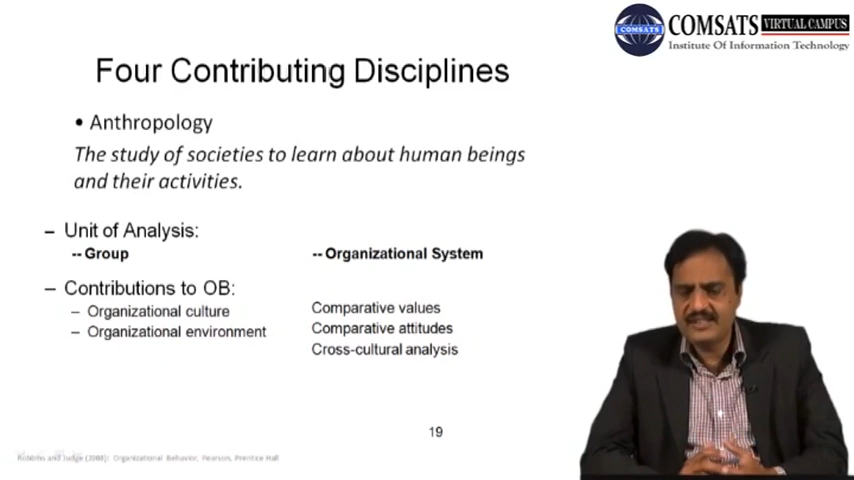 COMSATS VIRTUAL CAMPUS
COMSATS
Institute Of Information Technology
Four Contributing Disciplines
• Anthropology
The study of societies to learn about human beings
and their activities.
– Unit of Analysis:
-- Group
-- Organizational System
– Contributions to OB:
– Organizational culture
– Organizational environment
Comparative values
Comparative attitudes
Cross-cultural analysis
19
Robbins and Judge (2008): Organizational Behavior, Pearson, Prentice Hall